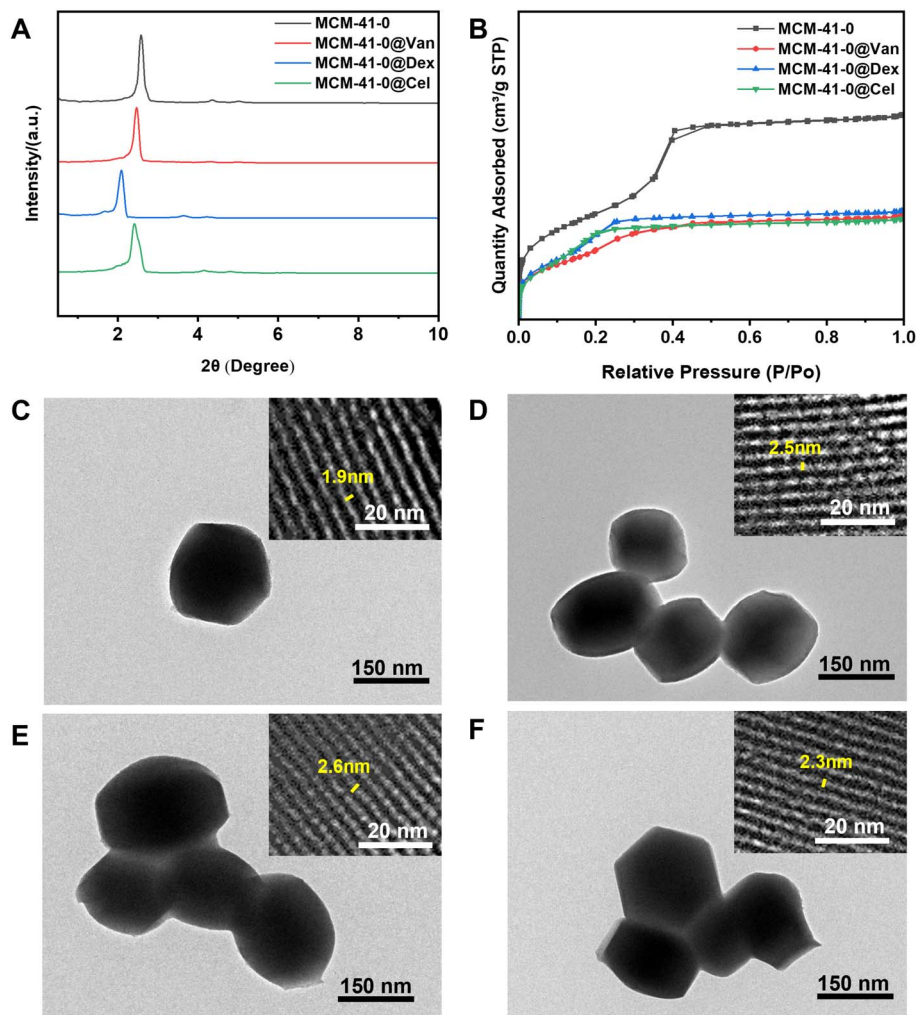 A
MCM-41-0
MCM-41-0@Van
MCM-41-0@Dex
MCM-41-0@Cel
Intensity/(a.u.)
2 4 6 8 10
2θ (Degree)
B
MCM-41-0
MCM-41-0@Van
MCM-41-0@Dex
MCM-41-0@Cel
Quantity Adsorbed (cm³/g STP)
0.0 0.2 0.4 0.6 0.8 1.0
Relative Pressure (P/Po)
C
1.9nm
20 nm
150 nm
D
2.5nm
20 nm
150 nm
E
2.6nm
20 nm
150 nm
F
2.3nm
20 nm
150 nm